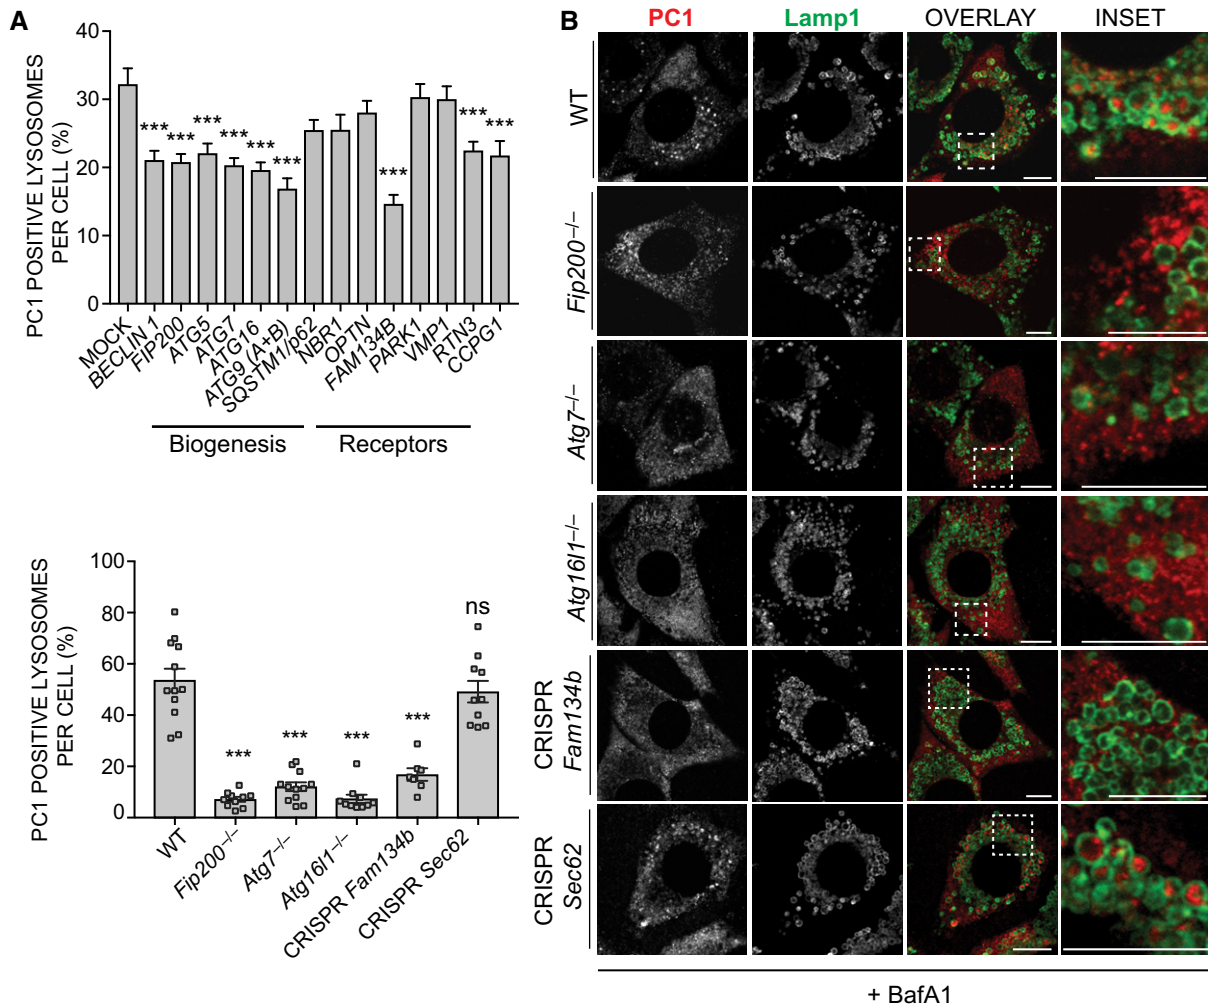 A
PC1 POSITIVE LYSOSOMES
PER CELL (%)
40
30
20
10
0
***
***
***
***
***
***
***
***
***
MOCK
BECLIN 1
FIP200
ATG5
ATG7
ATG16
ATG9 (A+B)
SQSTM1/p62
NBR1
OPTN
FAM134B
PARK1
VMP1
RTN3
CCPG1
Biogenesis
Receptors
PC1 POSITIVE LYSOSOMES
PER CELL (%)
100
80
60
40
20
0
***
***
***
***
ns
WT
Fip200–/–
Atg7–/–
Atg16l1–/–
CRISPR Fam134b
CRISPR Sec62
B
PC1 Lamp1 OVERLAY INSET
WT
Fip200–/–
Atg7–/–
Atg16l1–/–
CRISPR
Fam134b
CRISPR
Sec62
+ BafA1